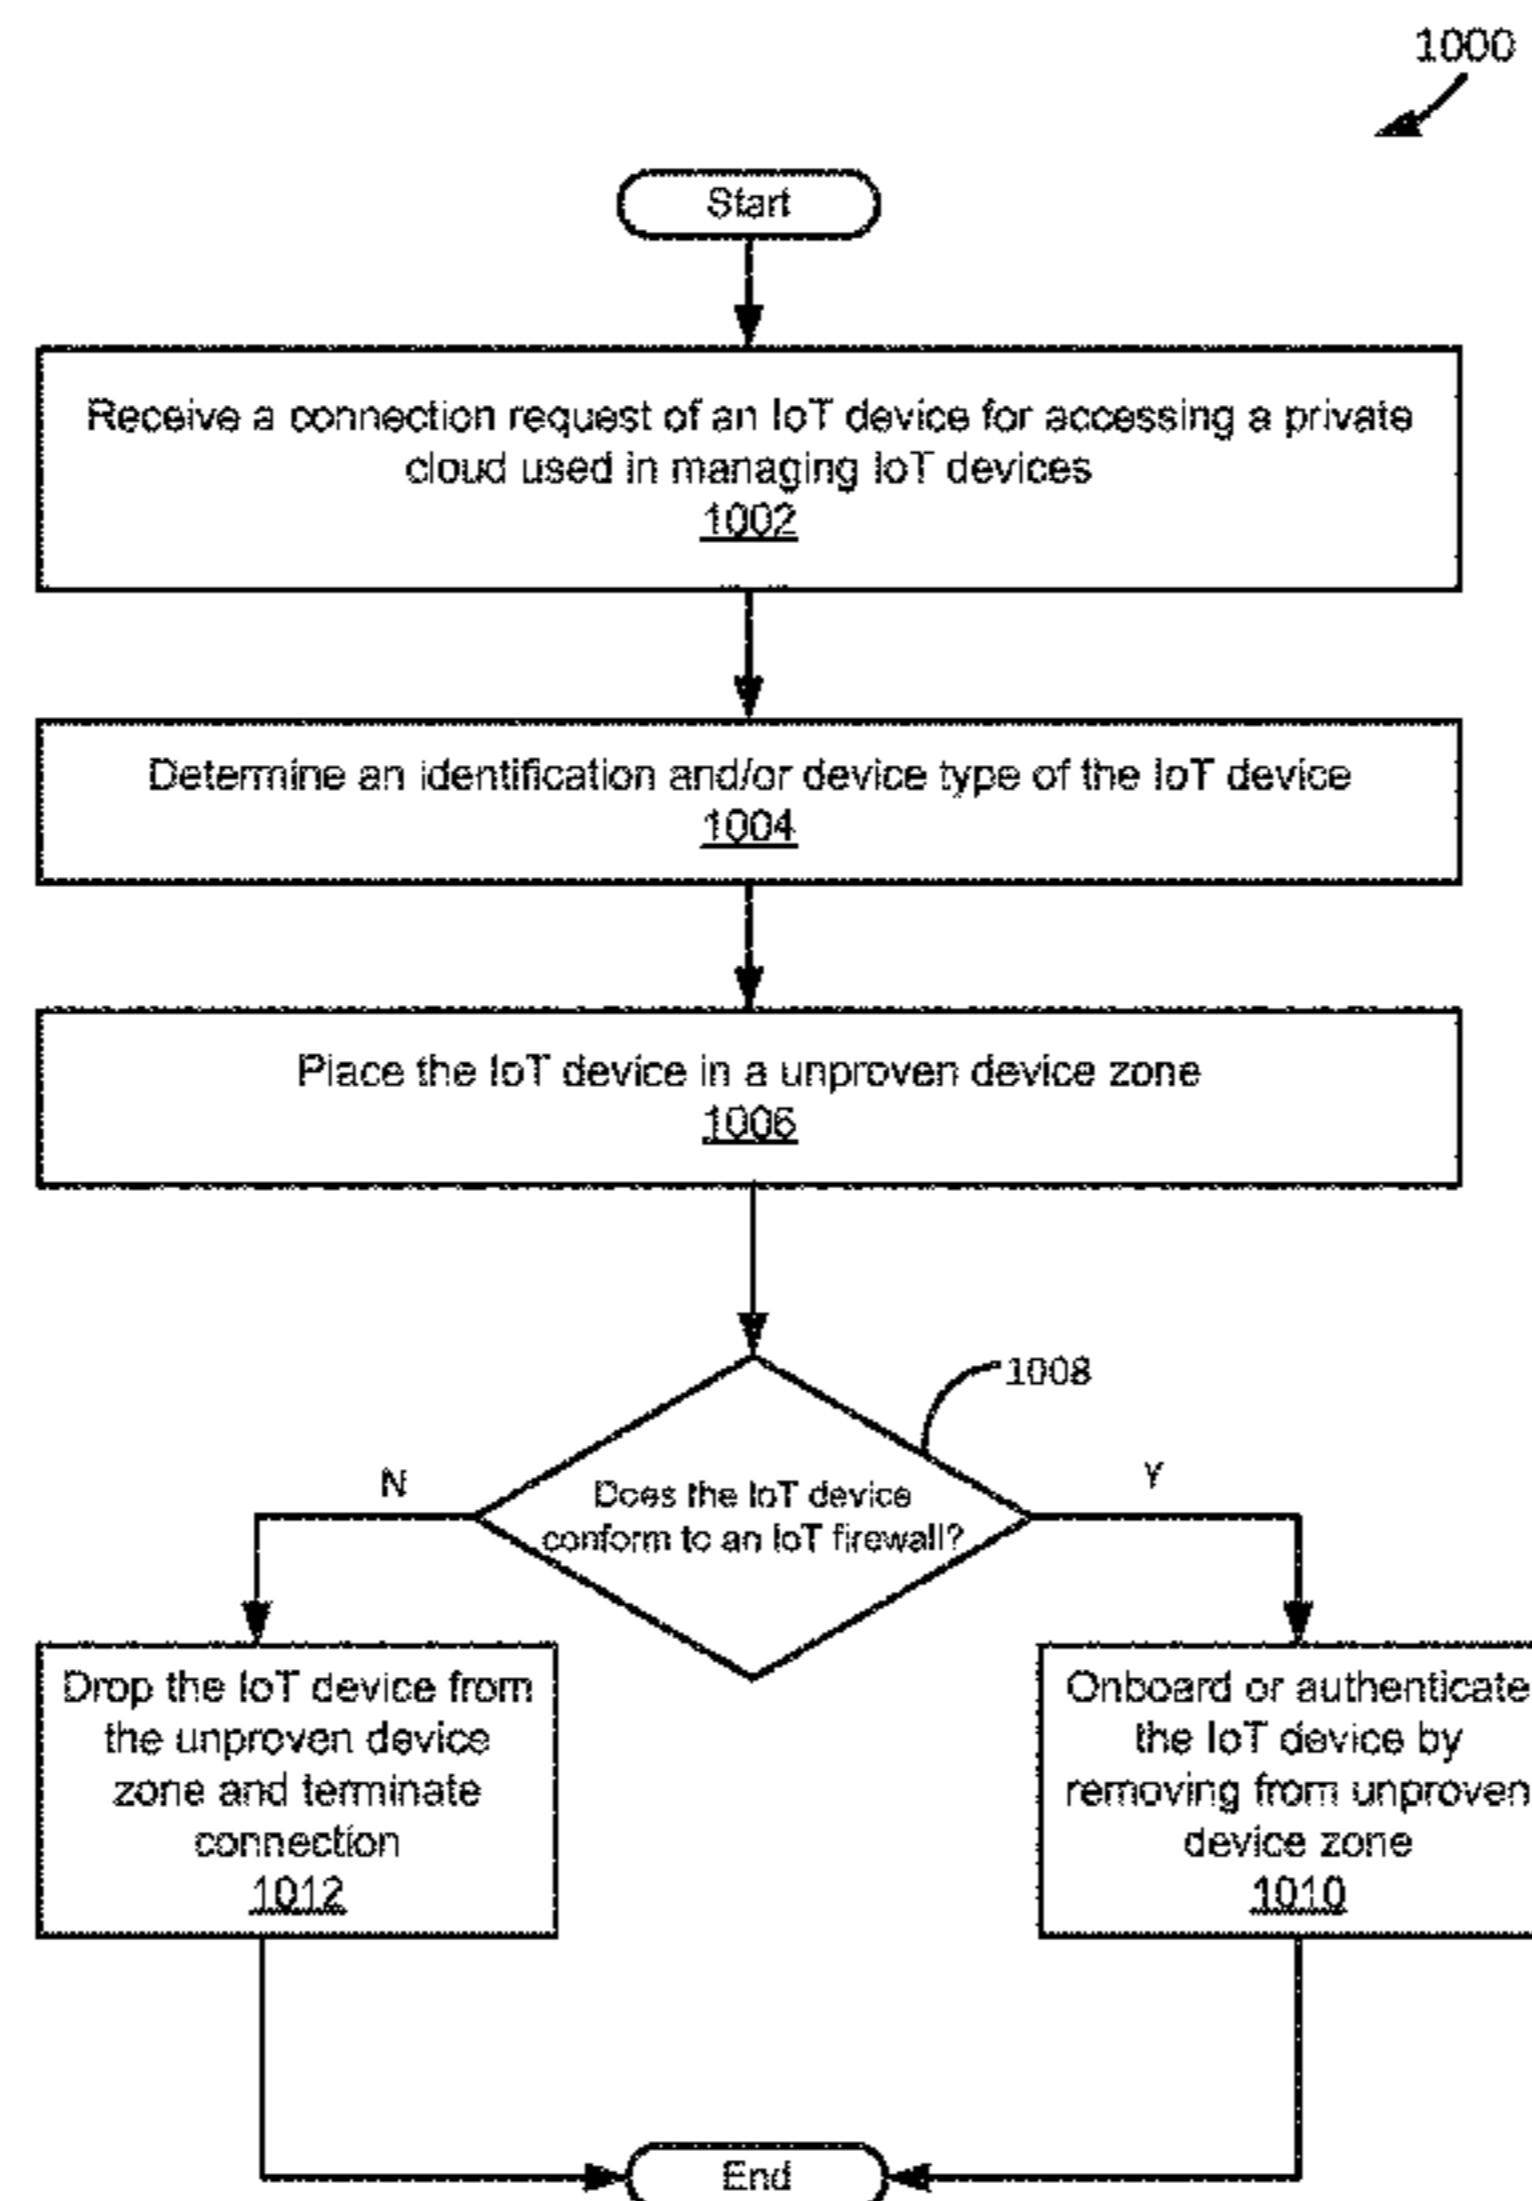 1000
Start
Receive a connection request of an IoT device for accessing a private
cloud used in managing IoT devices
1002
Determine an identification and/or device type of the IoT device
1004
Place the IoT device in a unproven device zone
1006
1008
N
Y
Does the IoT device
conform to an IoT firewall?
Drop the IoT device from
the unproven device
zone and terminate
connection
1012
Onboard or authenticate
the IoT device by
removing from unproven
device zone
1010
End